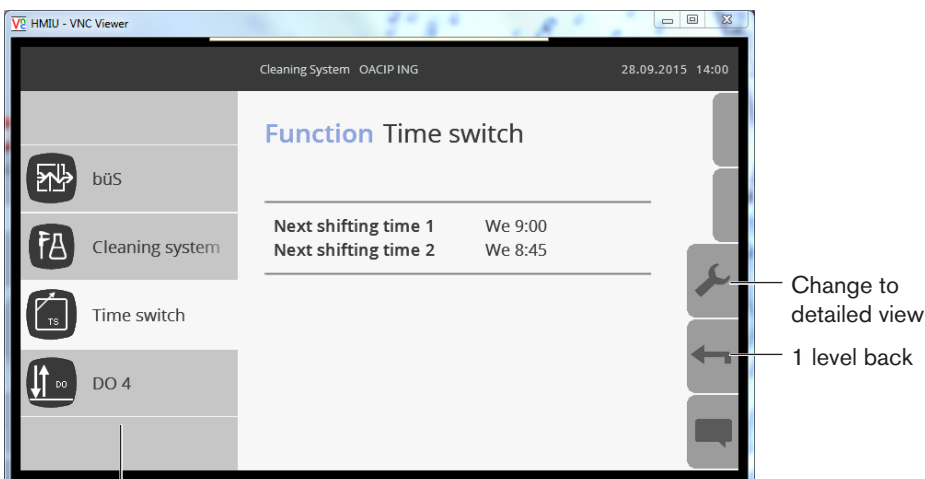 HMIU - VNC Viewer
Cleaning System OACIP ING 28.09.2015 14:00
Function Time switch
büS
Cleaning system
Time switch
DO 4
TS
DO
Next shifting time 1 We 9:00
Next shifting time 2 We 8:45
Change to
detailed view
1 level back